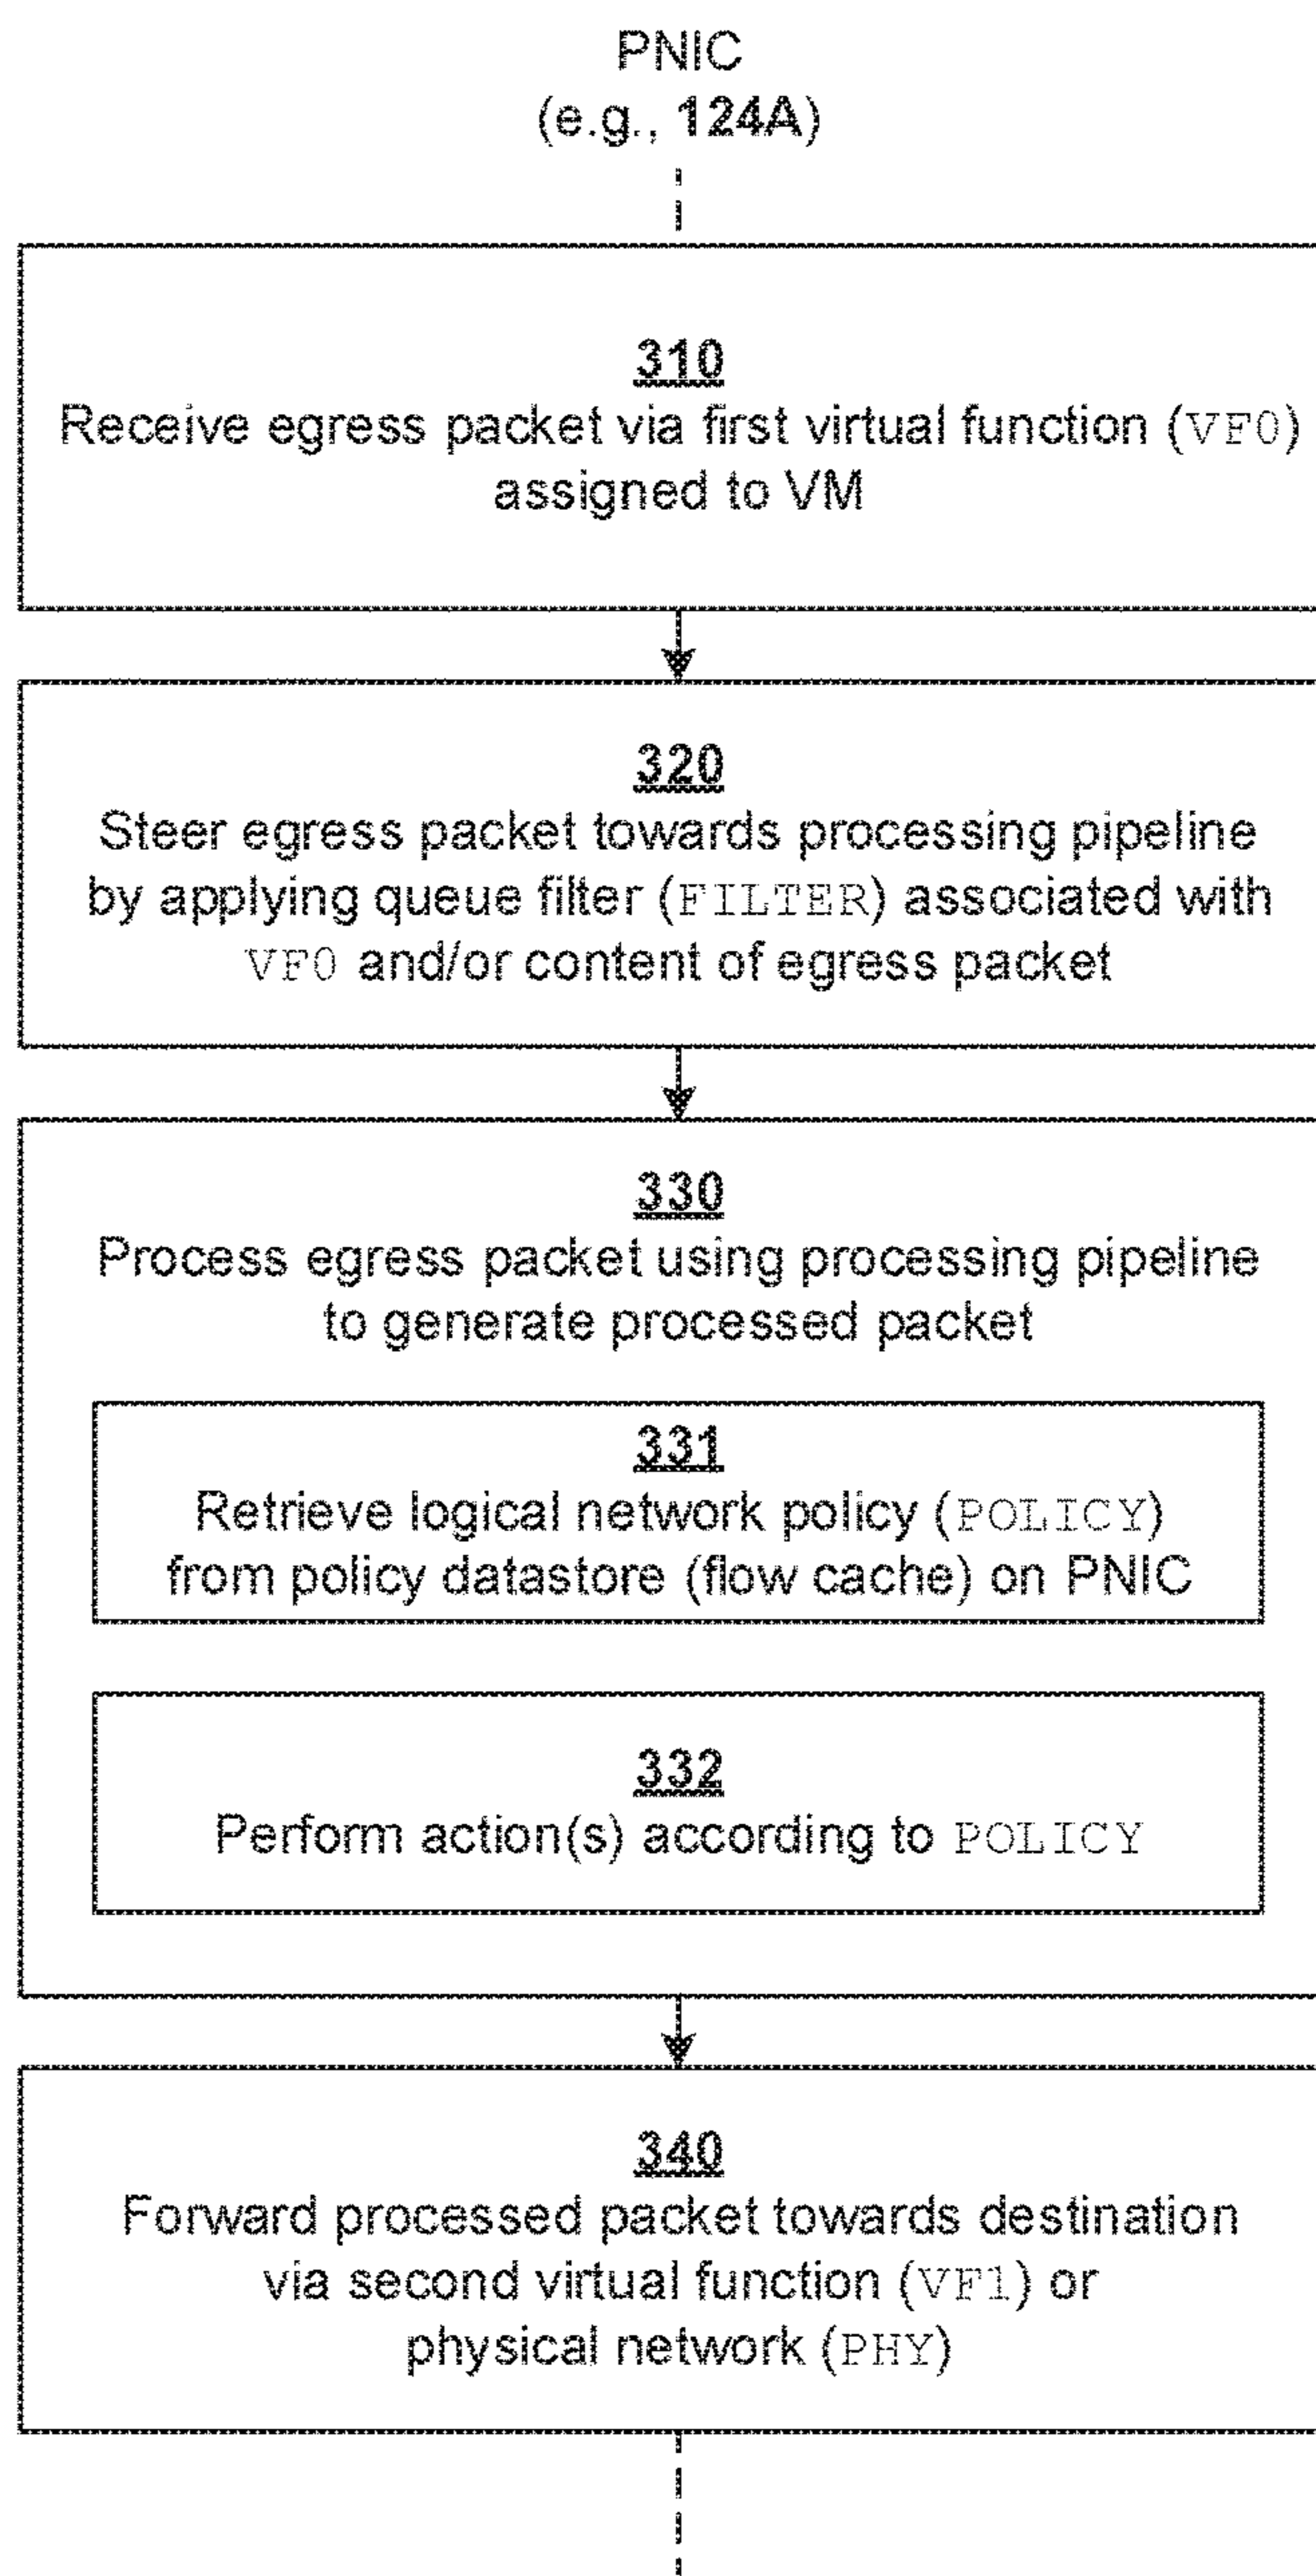 PNIC
(e.g., 124A)
310
Receive egress packet via first virtual function (VF0)
assigned to VM
320
Steer egress packet towards processing pipeline
by applying queue filter (FILTER) associated with
VF0 and/or content of egress packet
330
Process egress packet using processing pipeline
to generate processed packet
331
Retrieve logical network policy (POLICY)
from policy datastore (flow cache) on PNIC
332
Perform action(s) according to POLICY
340
Forward processed packet towards destination
via second virtual function (VF1) or
physical network (PHY)